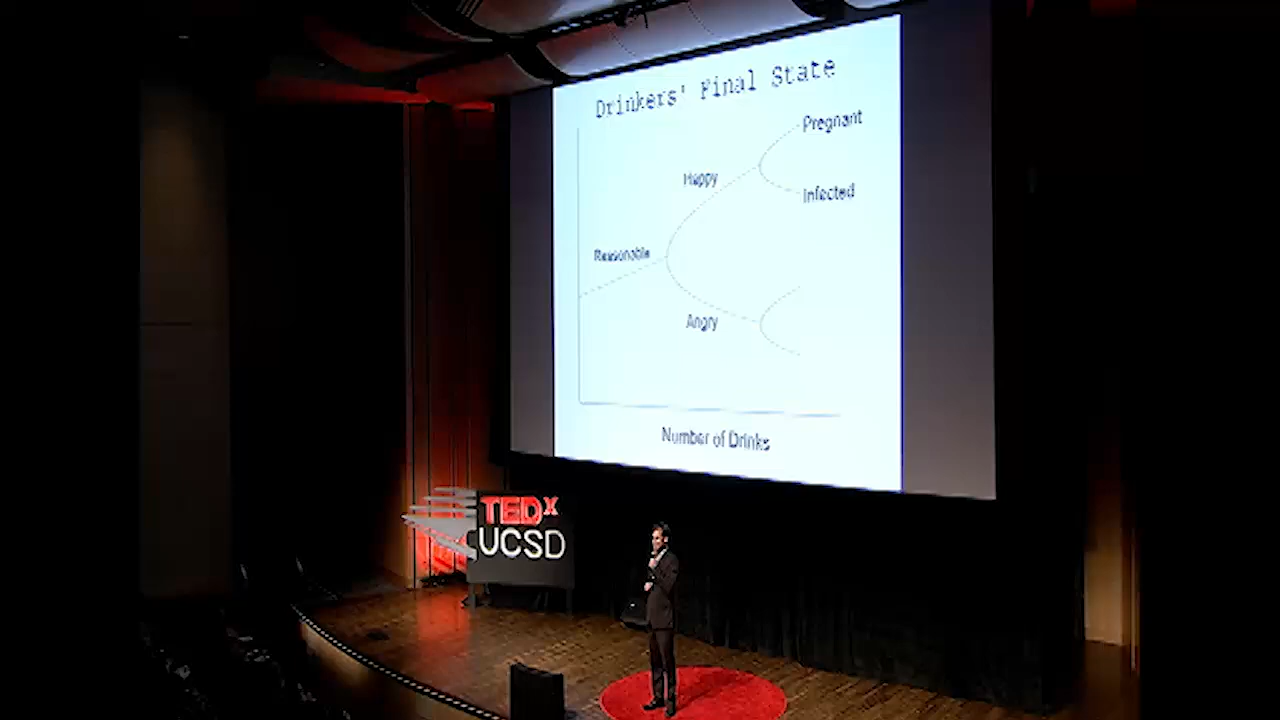 Drinkers' Final State
Pregnant
Happy
Infected
Reasonable
Angry
Number of Drinks
TEDx
UCSD